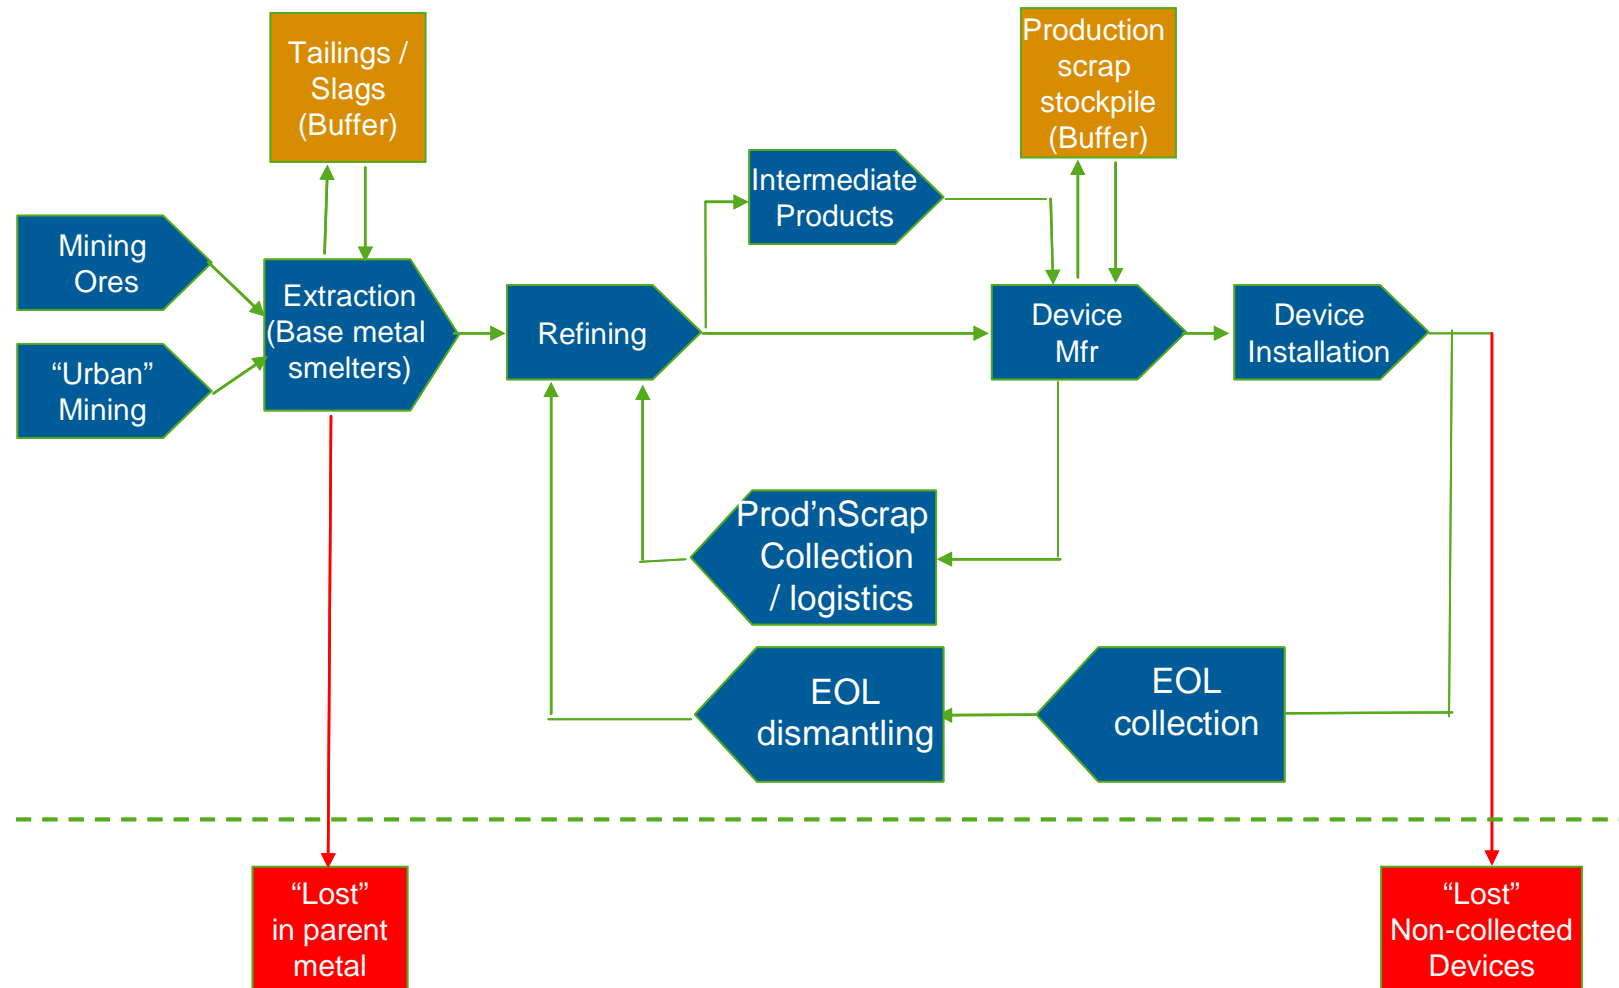 Tailings /
Slags
(Buffer)
Production
scrap
stockpile
(Buffer)
Intermediate
Products
Mining
Ores
Extraction
(Base metal
smelters)
Refining
Device
Mfr
Device
Installation
“Urban”
Mining
Prod’nScrap
Collection
/ logistics
EOL
dismantling
EOL
collection
“Lost”
in parent
metal
“Lost”
Non-collected
Devices